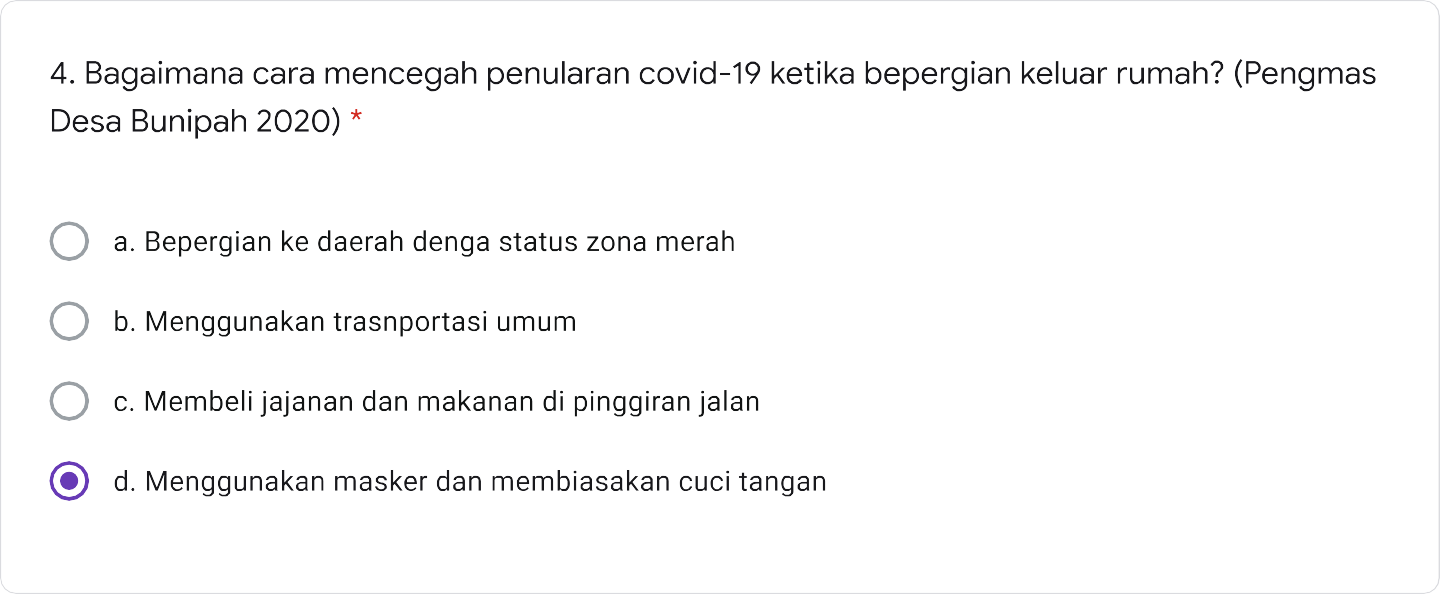 4. Bagaimana cara mencegah penularan covid-19 ketika bepergian keluar rumah? (Pengmas
Desa Bunipah 2020) *
a. Bepergian ke daerah denga status zona merah
b. Menggunakan trasnportasi umum
c. Membeli jajanan dan makanan di pinggiran jalan
d. Menggunakan masker dan membiasakan cuci tangan